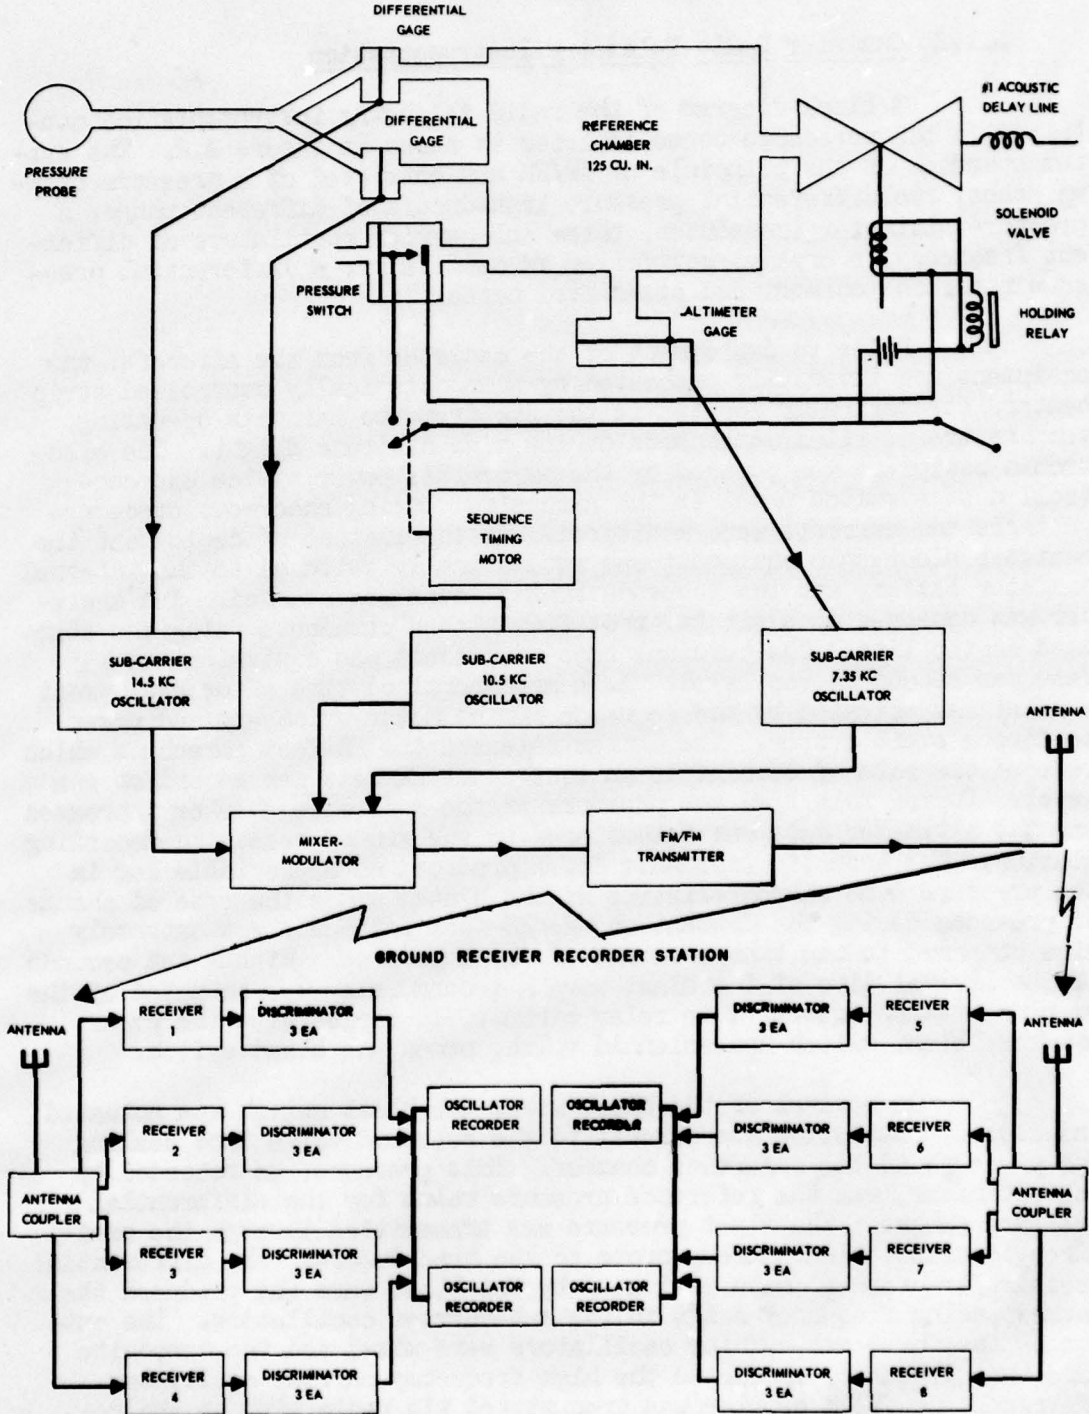 DIFFERENTIAL
GAGE
#1 ACOUSTIC
DELAY LINE
DIFFERENTIAL
GAGE
REFERENCE
CHAMBER
125 CU. IN.
PRESSURE
PROBE
SOLENOID
VALVE
PRESSURE
SWITCH
ALTIMETER
GAGE
HOLDING
RELAY
SEQUENCE
TIMING
MOTOR
SUB-CARRIER
14.5 KC
OSCILLATOR
SUB-CARRIER
10.5 KC
OSCILLATOR
SUB-CARRIER
7.35 KC
OSCILLATOR
ANTENNA
MIXER-
MODULATOR
FM/FM
TRANSMITTER
GROUND RECEIVER RECORDER STATION
ANTENNA
RECEIVER
1
DISCRIMINATOR
3 EA
DISCRIMINATOR
3 EA
RECEIVER
5
ANTENNA
OSCILLATOR
RECORDER
OSCILLATOR
RECORDER
RECEIVER
2
DISCRIMINATOR
3 EA
DISCRIMINATOR
3 EA
RECEIVER
6
ANTENNA
COUPLER
ANTENNA
COUPLER
RECEIVER
3
DISCRIMINATOR
3 EA
DISCRIMINATOR
3 EA
RECEIVER
7
OSCILLATOR
RECORDER
OSCILLATOR
RECORDER
RECEIVER
4
DISCRIMINATOR
3 EA
DISCRIMINATOR
3 EA
RECEIVER
8